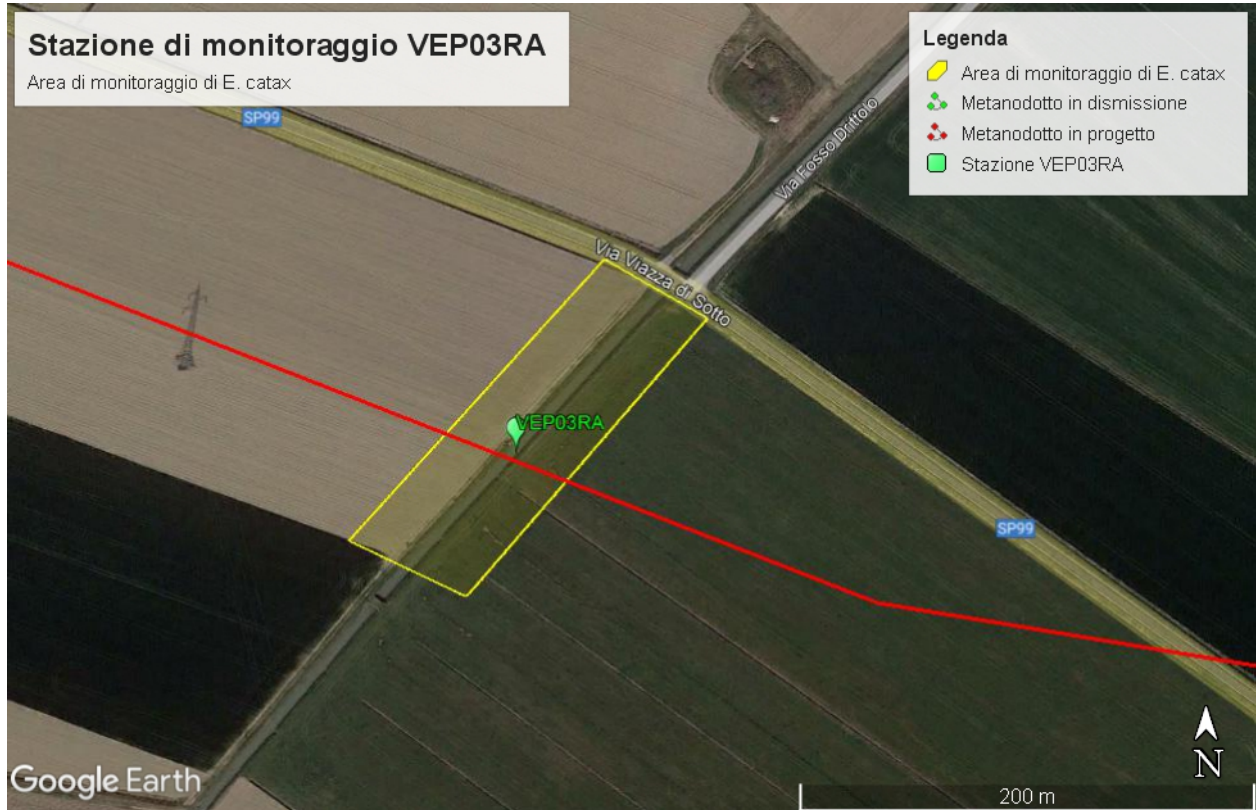 Stazione di monitoraggio VEP03RA
Area di monitoraggio di E. catax
Legenda
Area di monitoraggio di E. catax
Metanodotto in dismissione
Metanodotto in progetto
Stazione VEP03RA
SP99
Via Fosso Drittolo
Via Viazza di Sotto
VEP03RA
SP99
N
Google Earth
200 m